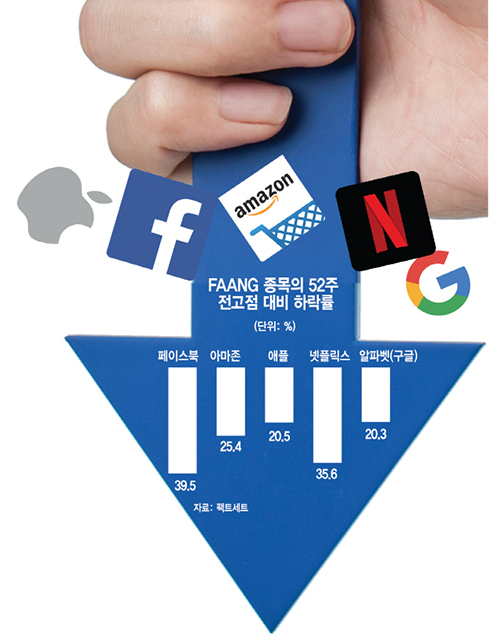 amazon
FAANG 종목의 52주
전고점 대비 하락률
(단위: %)
페이스북 아마존 애플 넷플릭스 알파벳(구글)
39.5 25.4 20.5 35.6 20.3
자료: 팩트세트